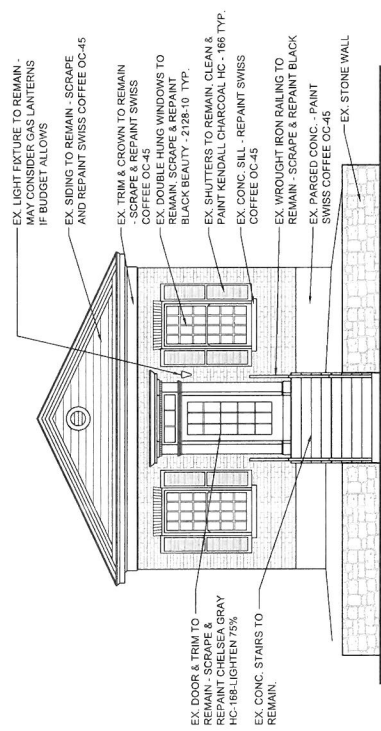 EX. LIGHT FIXTURE TO REMAIN -
MAY CONSIDER GAS LANTERNS
IF BUDGET ALLOWS
EX. SIDING TO REMAIN - SCRAPE
AND REPAINT SWISS COFFEE OC-45
EX. TRIM & CROWN TO REMAIN
- SCRAPE & REPAINT SWISS
COFFEE OC-45
EX. DOUBLE HUNG WINDOWS TO
REMAIN, SCRAPE & REPAINT
BLACK BEAUTY - 2128-10 TYP.
EX. SHUTTERS TO REMAIN, CLEAN &
PAINT KENDALL CHARCOAL HC - 166 TYP.
EX. CONC. SILL - REPAINT SWISS
COFFEE OC-45
EX. WROUGHT IRON RAILING TO
REMAIN - SCRAPE & REPAINT BLACK
EX. PARGED CONC. - PAINT
SWISS COFFEE OC-45
EX. STONE WALL
EX. DOOR & TRIM TO
REMAIN - SCRAPE &
REPAINT CHELSEA GRAY
HC-168-LIGHTEN 75%
EX. CONC. STAIRS TO
REMAIN.